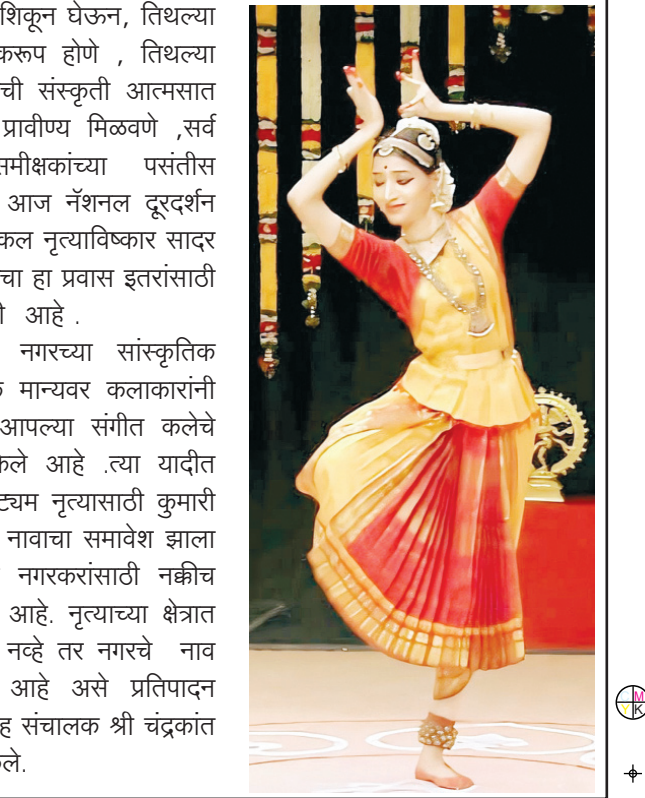 शिकून घेऊन, तिथल्या
करूप होणे , तिथल्या
ची संस्कृती आत्मसात
प्रावीण्य मिळवणे ,सर्व
समीक्षकांच्या पसंतीस
आज नॅशनल दूरदर्शन
कल नृत्याविष्कार सादर
चा हा प्रवास इतरांसाठी
आहे .
नगरच्या सांस्कृतिक
मान्यवर कलाकारांनी
आपल्या संगीत कलेचे
केले आहे .त्या यादीत
ट्यम नृत्यासाठी कुमारी
नावाचा समावेश झाला
नगरकरांसाठी नक्कीच
आहे. नृत्याच्या क्षेत्रात
नव्हे तर नगरचे नाव
आहे असे प्रतिपादन
ह संचालक श्री चंद्रकांत
ले.
M
Y K